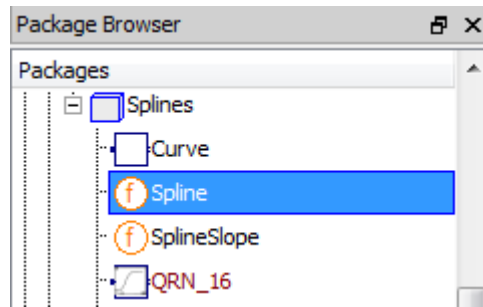 Package Browser
Packages
Splines
Curve
f Spline
f SplineSlope
QRN_16